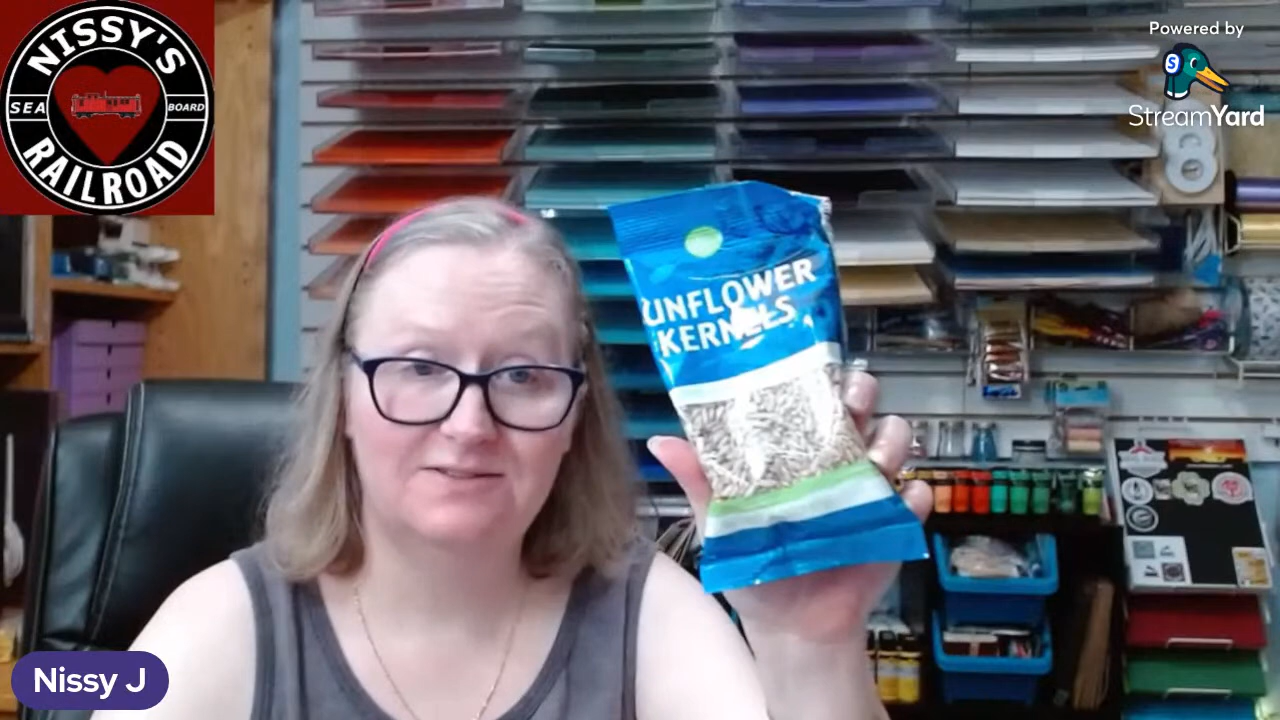 NISSY'S
SEA BOARD
RAILROAD
Powered by
StreamYard
UNFLOWER
KERNELS
Nissy J